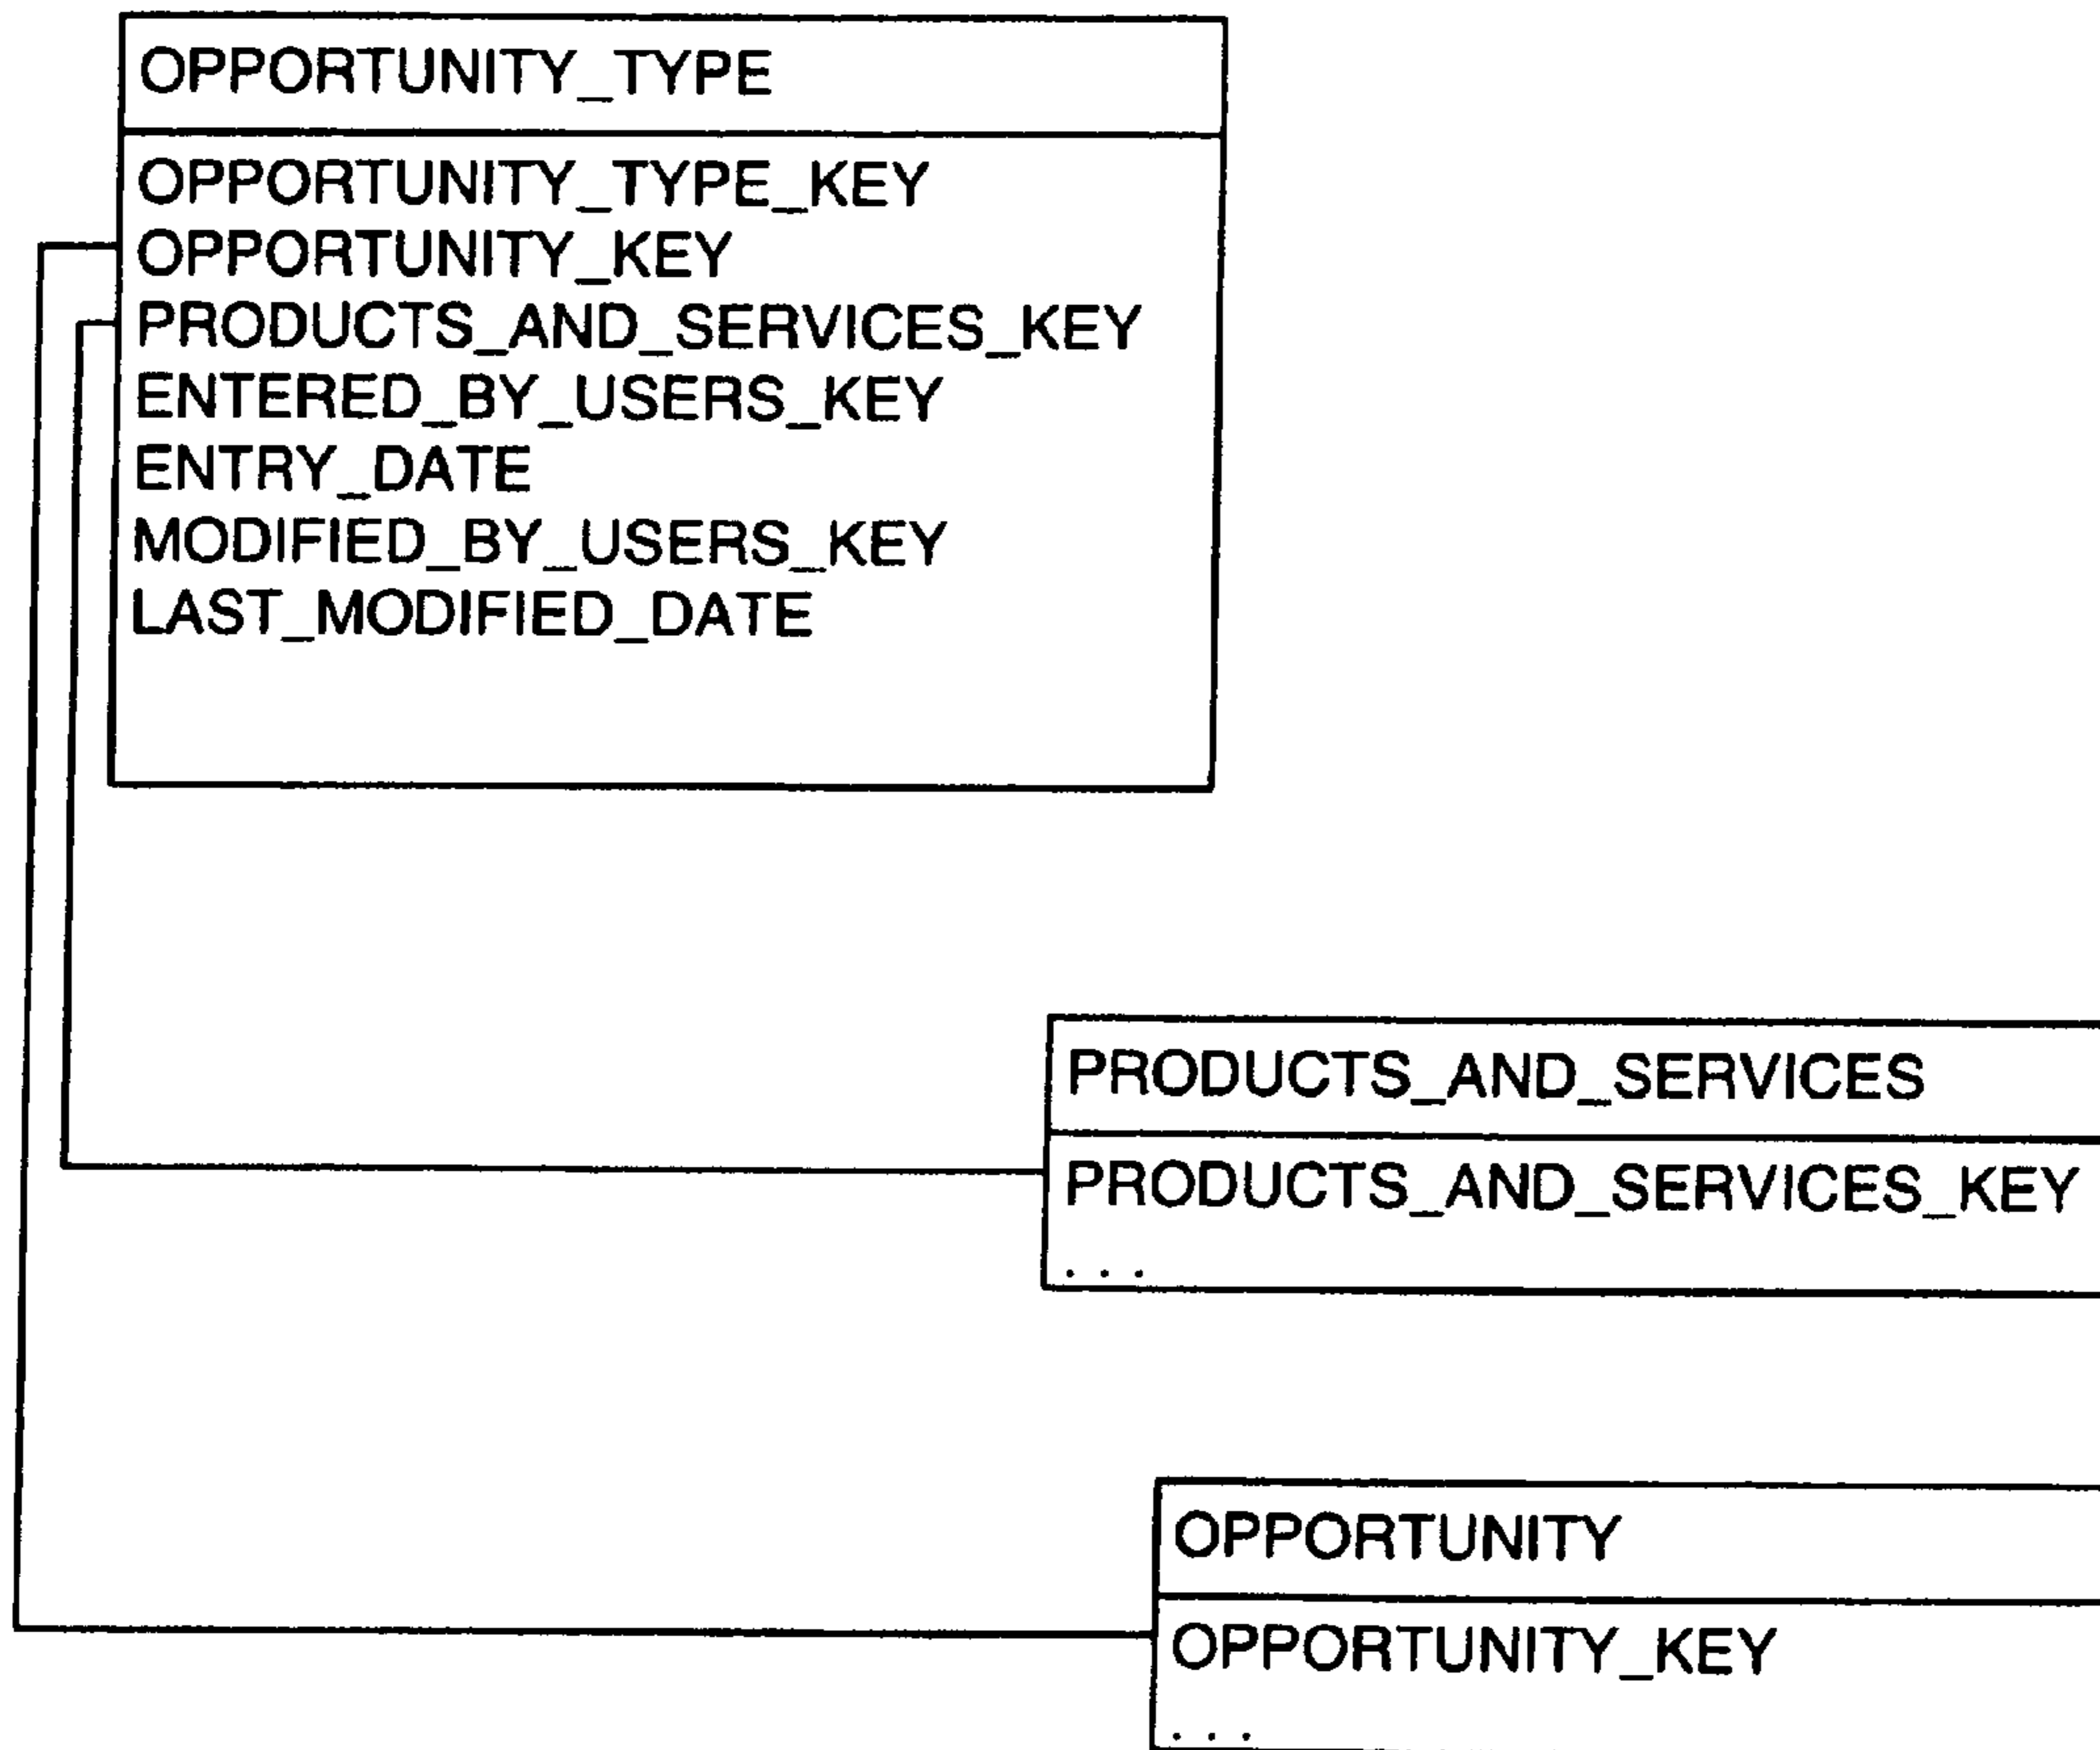 OPPORTUNITY_TYPE
OPPORTUNITY_TYPE_KEY
OPPORTUNITY_KEY
PRODUCTS_AND_SERVICES_KEY
ENTERED_BY_USERS_KEY
ENTRY_DATE
MODIFIED_BY_USERS_KEY
LAST_MODIFIED_DATE
PRODUCTS_AND_SERVICES
PRODUCTS_AND_SERVICES_KEY
. . .
OPPORTUNITY
OPPORTUNITY_KEY
. . .